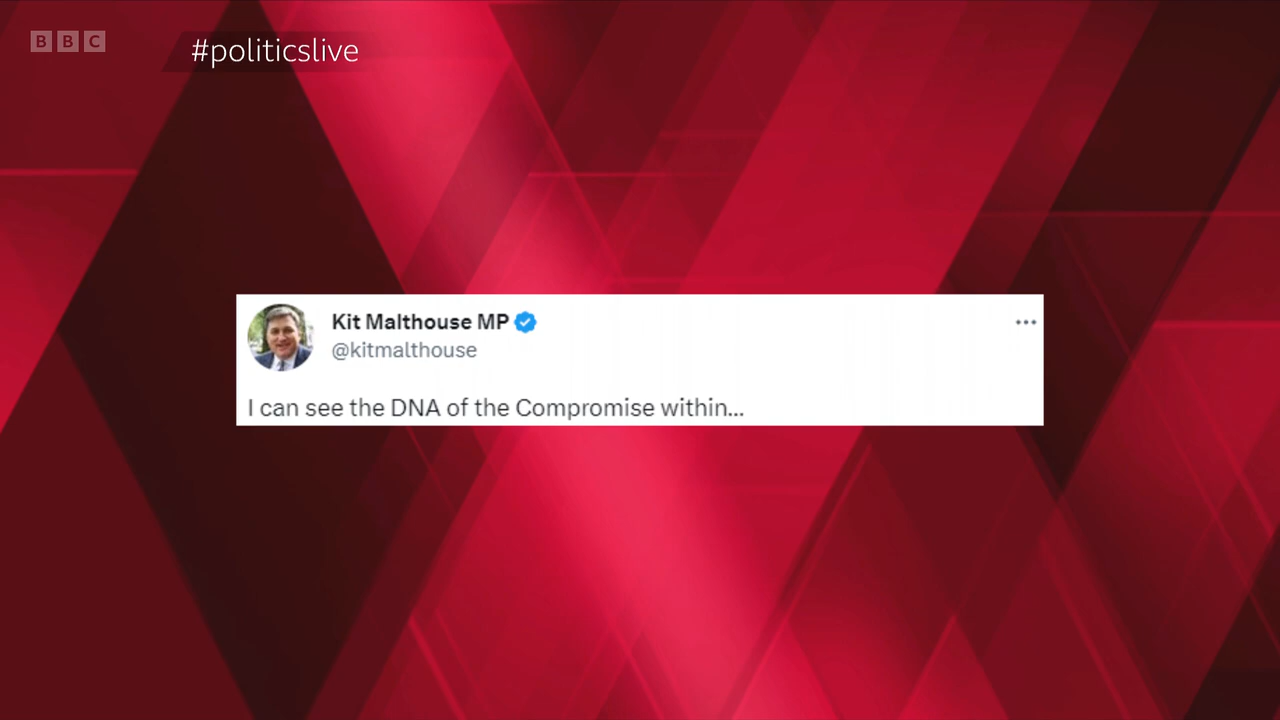 BBC
#politicslive
Kit Malthouse MP
@kitmalthouse
I can see the DNA of the Compromise within...